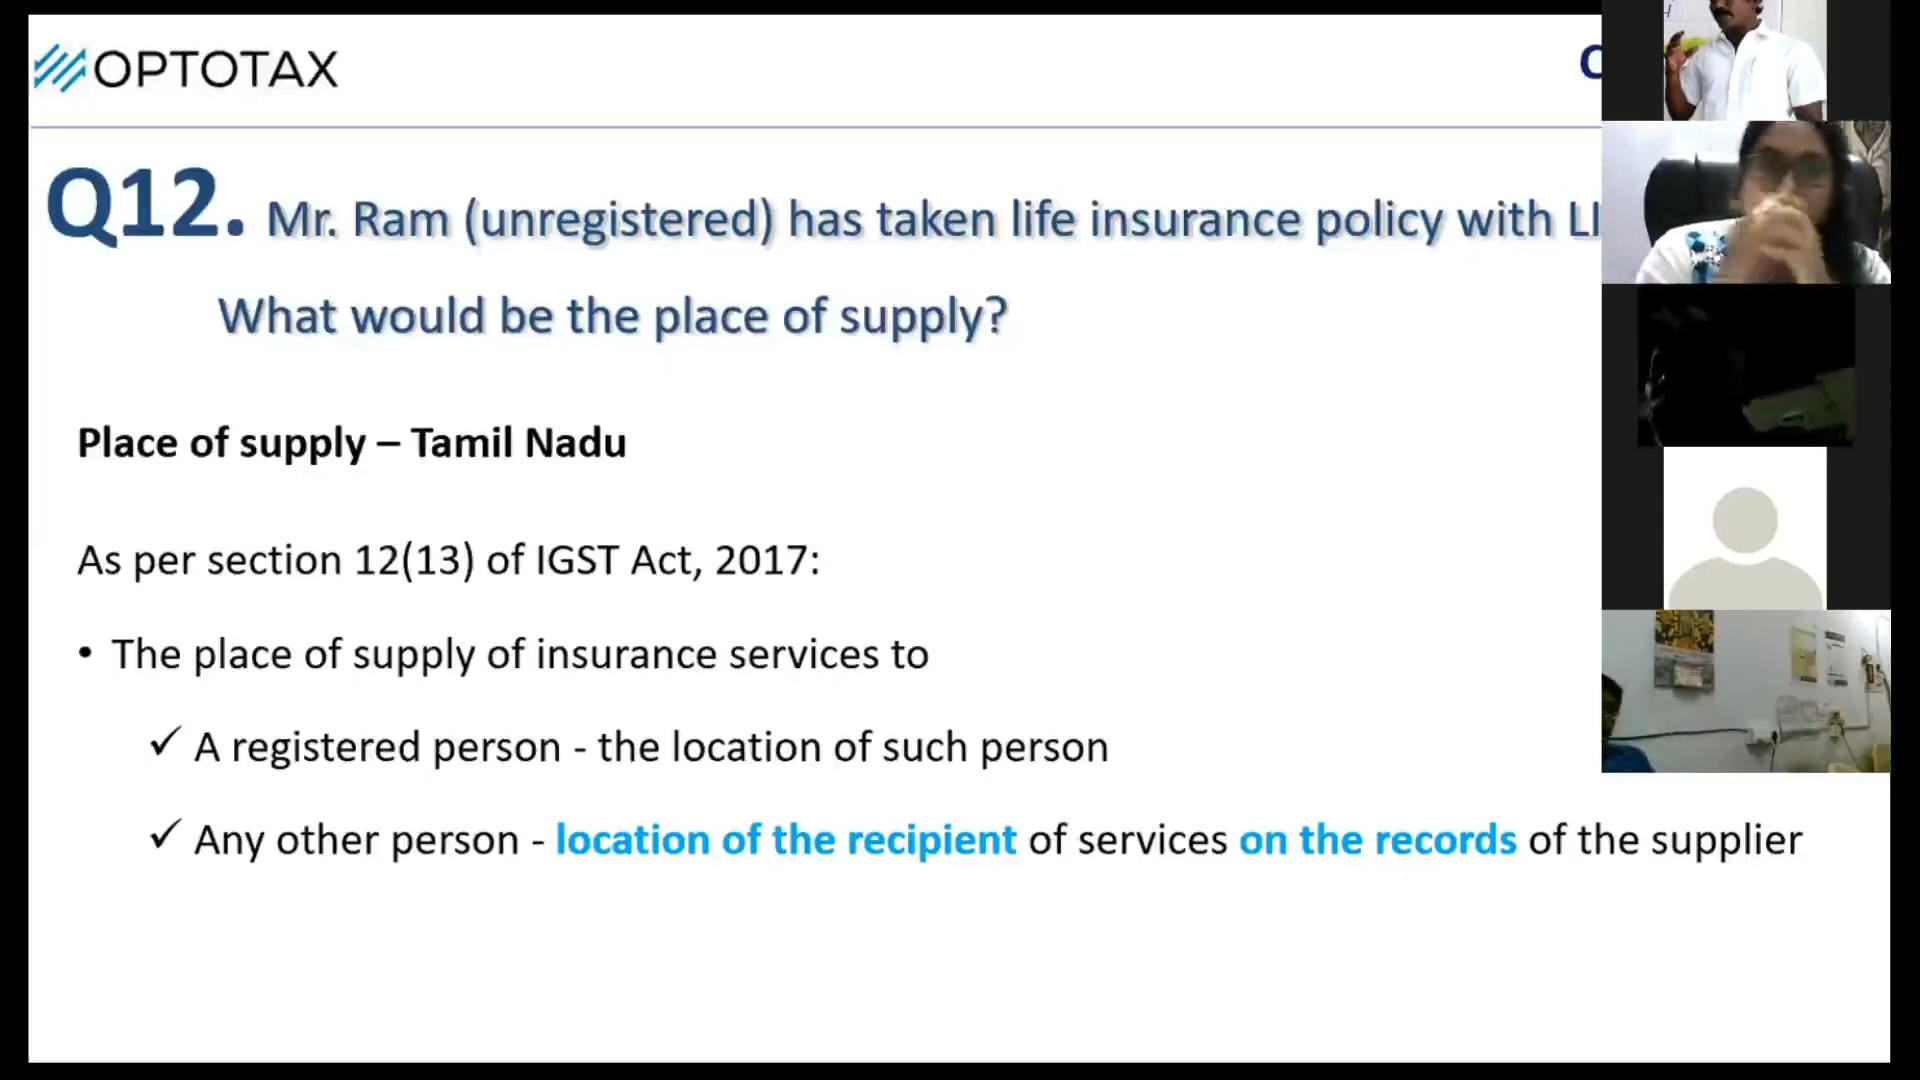 OPTOTAX
Q12. Mr. Ram (unregistered) has taken life insurance policy with
What would be the place of supply?
Place of supply – Tamil Nadu
As per section 12(13) of IGST Act, 2017:
• The place of supply of insurance services to
✓ A registered person - the location of such person
✓ Any other person - location of the recipient of services on the records of the supplier